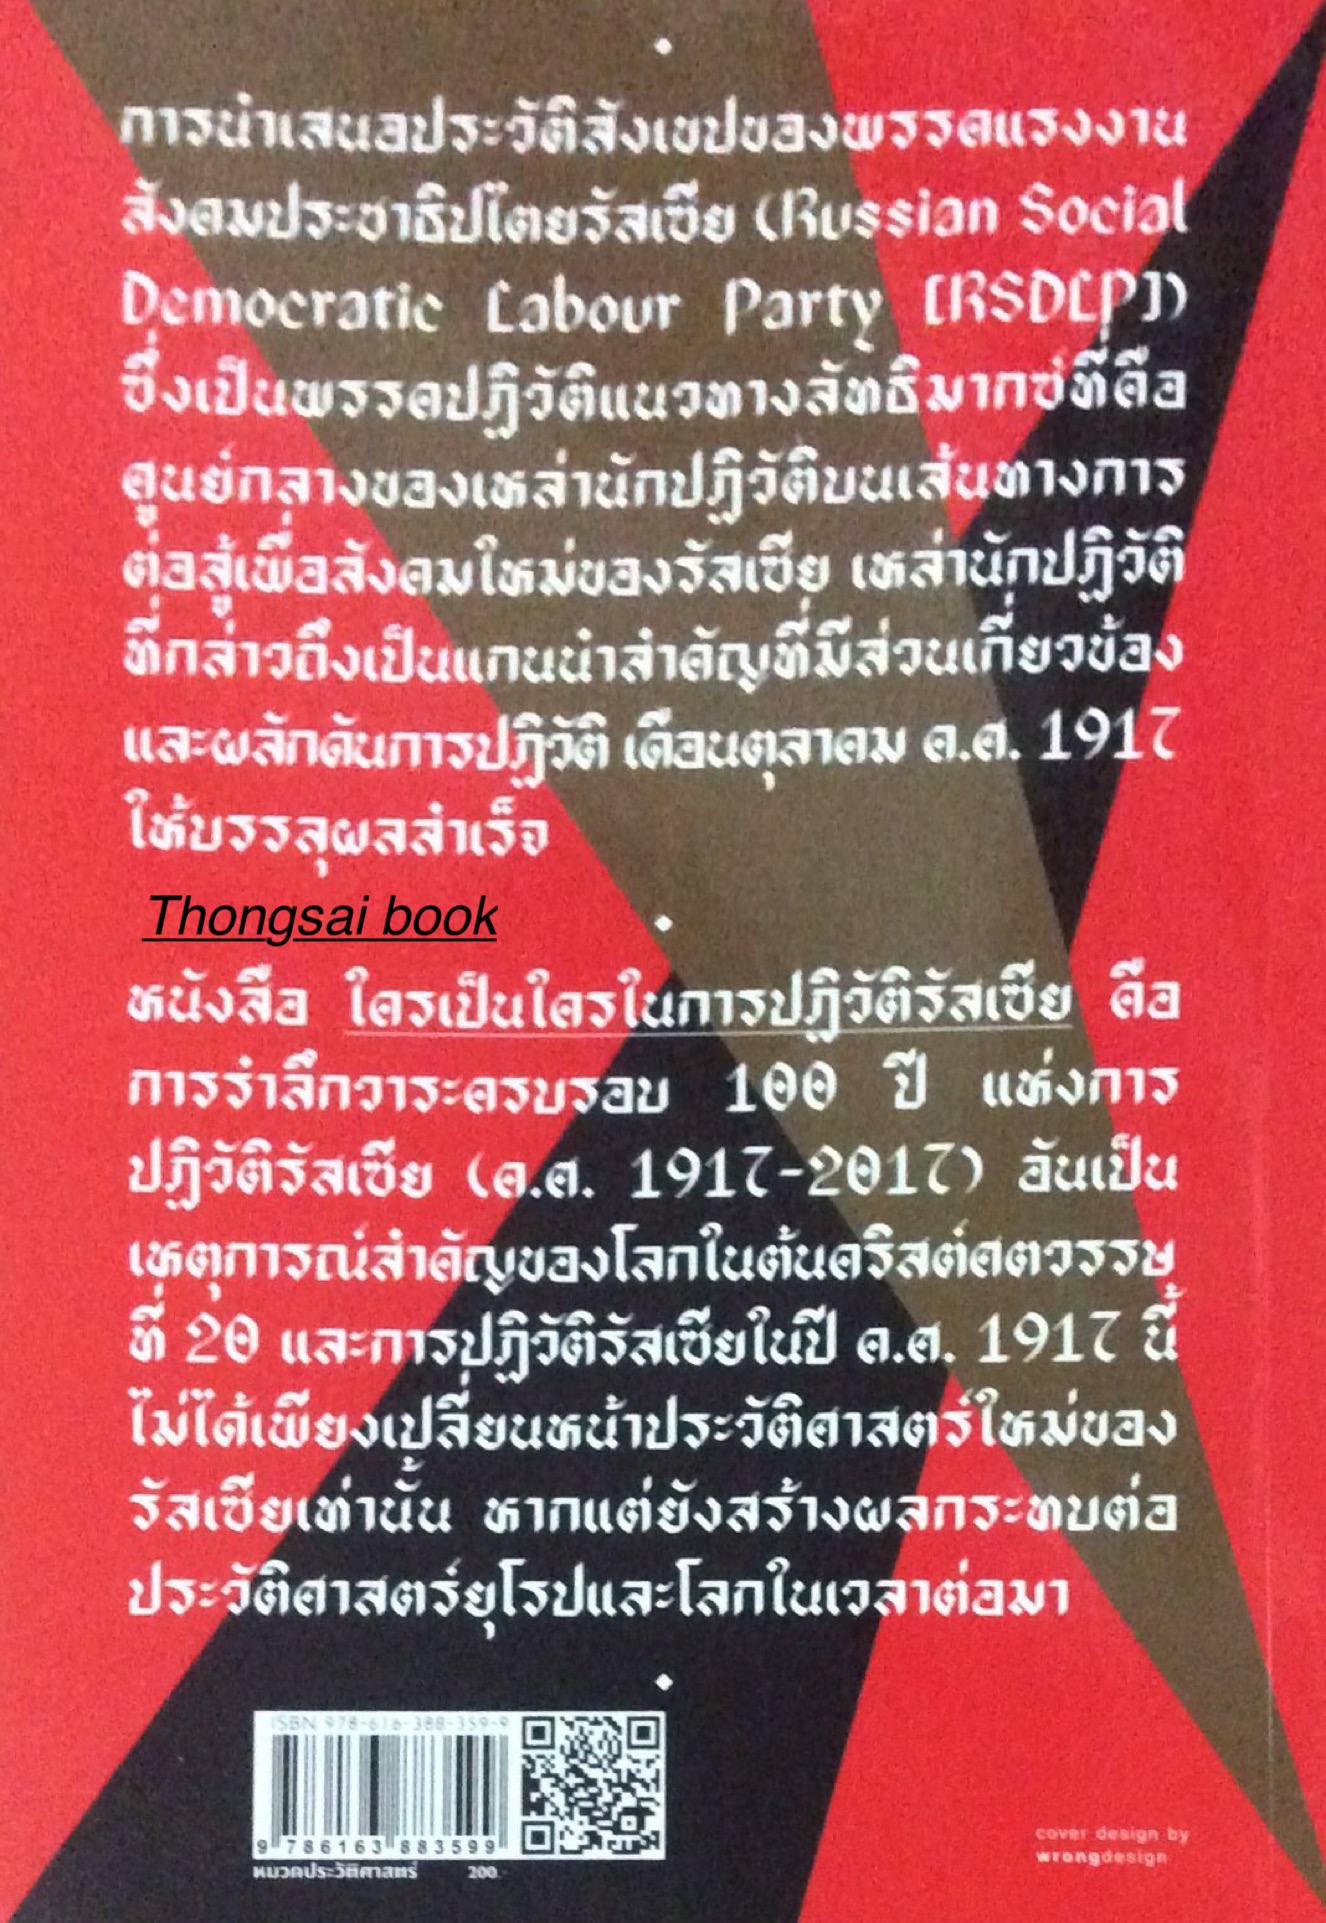 การนำเสนอประวัติสังเขปของพรรคแรงงาน
สังคมประชาธิปไตยรัสเซีย (Russian Social
Democratic Labour Party [RSDLP])
ซึ่งเป็นพรรคปฏิวัติแนวทางลัทธิมากซ์ที่คือ
ศูนย์กลางของเหล่านักปฏิวัติบนเส้นทางการ
ต่อสู้เพื่อสังคมใหม่ของรัสเซีย เหล่านักปฏิวัติ
ที่กล่าวถึงเป็นแกนนำสำคัญที่มีส่วนเกี่ยวข้อง
และผลักดันการปฏิวัติ เดือนตุลาคม ค.ศ. 1917
ให้บรรลุผลสำเร็จ
Thongsai book
หนังสือ ใครเป็นใครในการปฏิวัติรัสเซีย คือ
การรำลึกวาระครบรอบ 100 ปี แห่งการ
ปฏิวัติรัสเซีย (ค.ศ. 1917-2017) อันเป็น
เหตุการณ์สำคัญของโลกในต้นคริสต์ศตวรรษ
ที่ 20 และการปฏิวัติรัสเซียในปี ค.ศ. 1917 นี้
ไม่ได้เพียงเปลี่ยนหน้าประวัติศาสตร์ใหม่ของ
รัสเซียเท่านั้น หากแต่ยังสร้างผลกระทบต่อ
ประวัติศาสตร์ยุโรปและโลกในเวลาต่อมา
ISBN 978-616-388-359-9
9 786163 883599
หมวดประวัติศาสตร์ 200.-
cover design by
wrongdesign